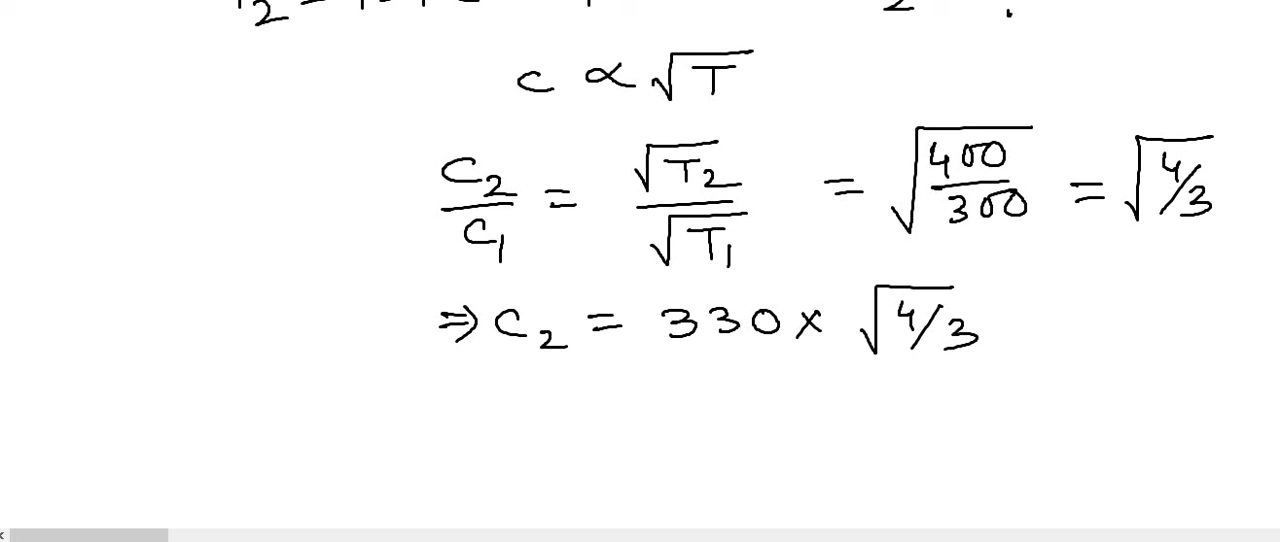 c ∝ √T
C₂/C₁ = √T₂/√T₁ = √(400/300) = √(4/3)
⇒ C₂ = 330 × √(4/3)